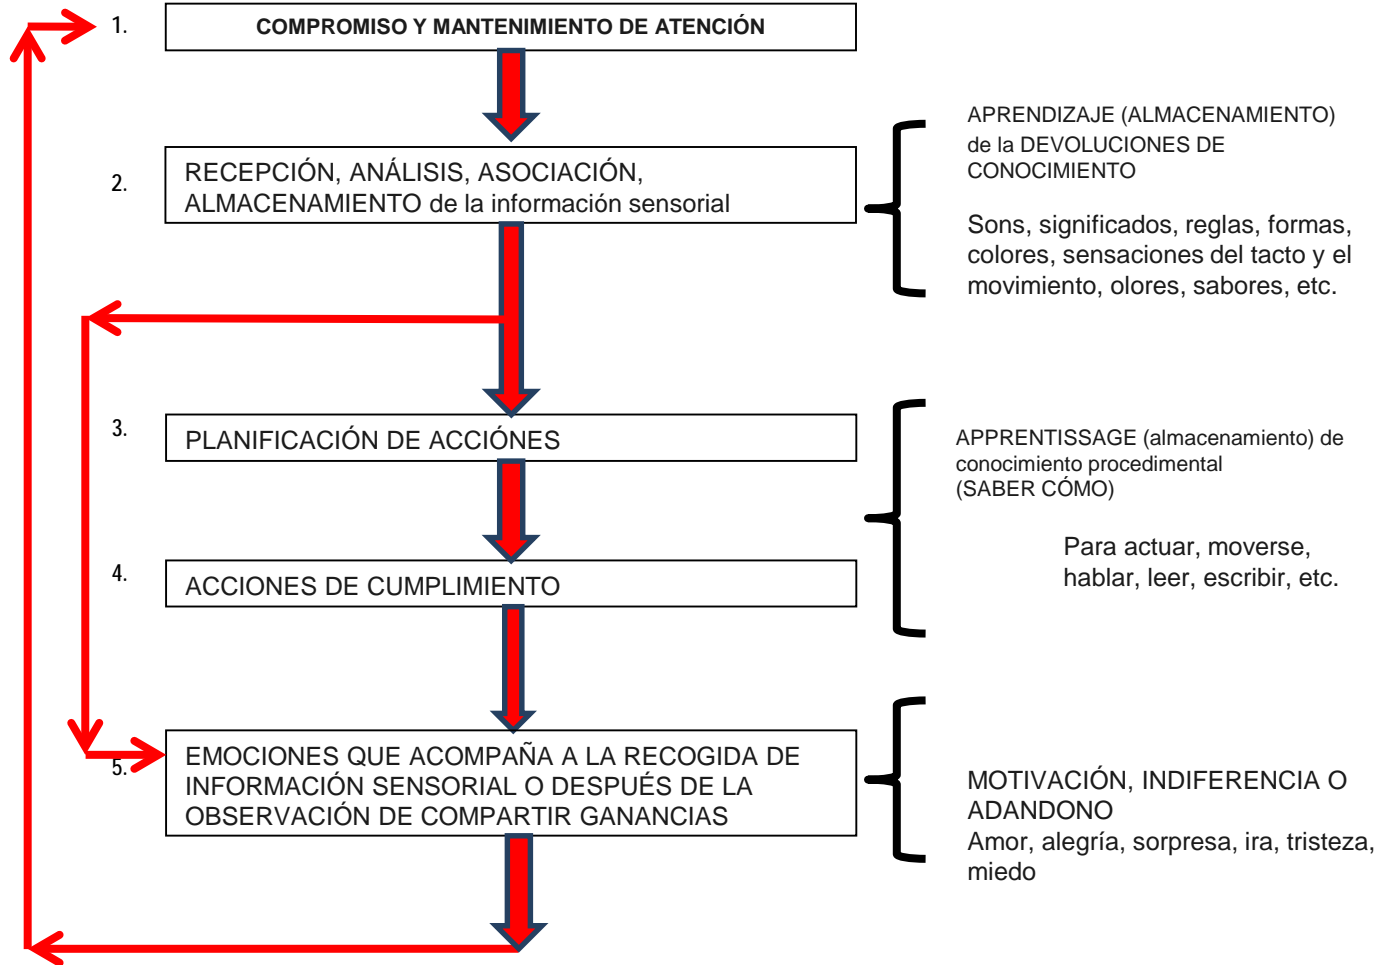 1.
COMPROMISO Y MANTENIMIENTO DE ATENCIÓN
2.
RECEPCIÓN, ANÁLISIS, ASOCIACIÓN,
ALMACENAMIENTO de la información sensorial
APRENDIZAJE (ALMACENAMIENTO)
de la DEVOLUCIONES DE
CONOCIMIENTO
Sons, significados, reglas, formas,
colores, sensaciones del tacto y el
movimiento, olores, sabores, etc.
3.
PLANIFICACIÓN DE ACCIÓNES
APPRENTISSAGE (almacenamiento) de
conocimiento procedimental
(SABER CÓMO)
Para actuar, moverse,
hablar, leer, escribir, etc.
4.
ACCIONES DE CUMPLIMIENTO
5.
EMOCIONES QUE ACOMPAÑA A LA RECOGIDA DE
INFORMACIÓN SENSORIAL O DESPUÉS DE LA
OBSERVACIÓN DE COMPARTIR GANANCIAS
MOTIVACIÓN, INDIFERENCIA O
ADANDONO
Amor, alegría, sorpresa, ira, tristeza,
miedo